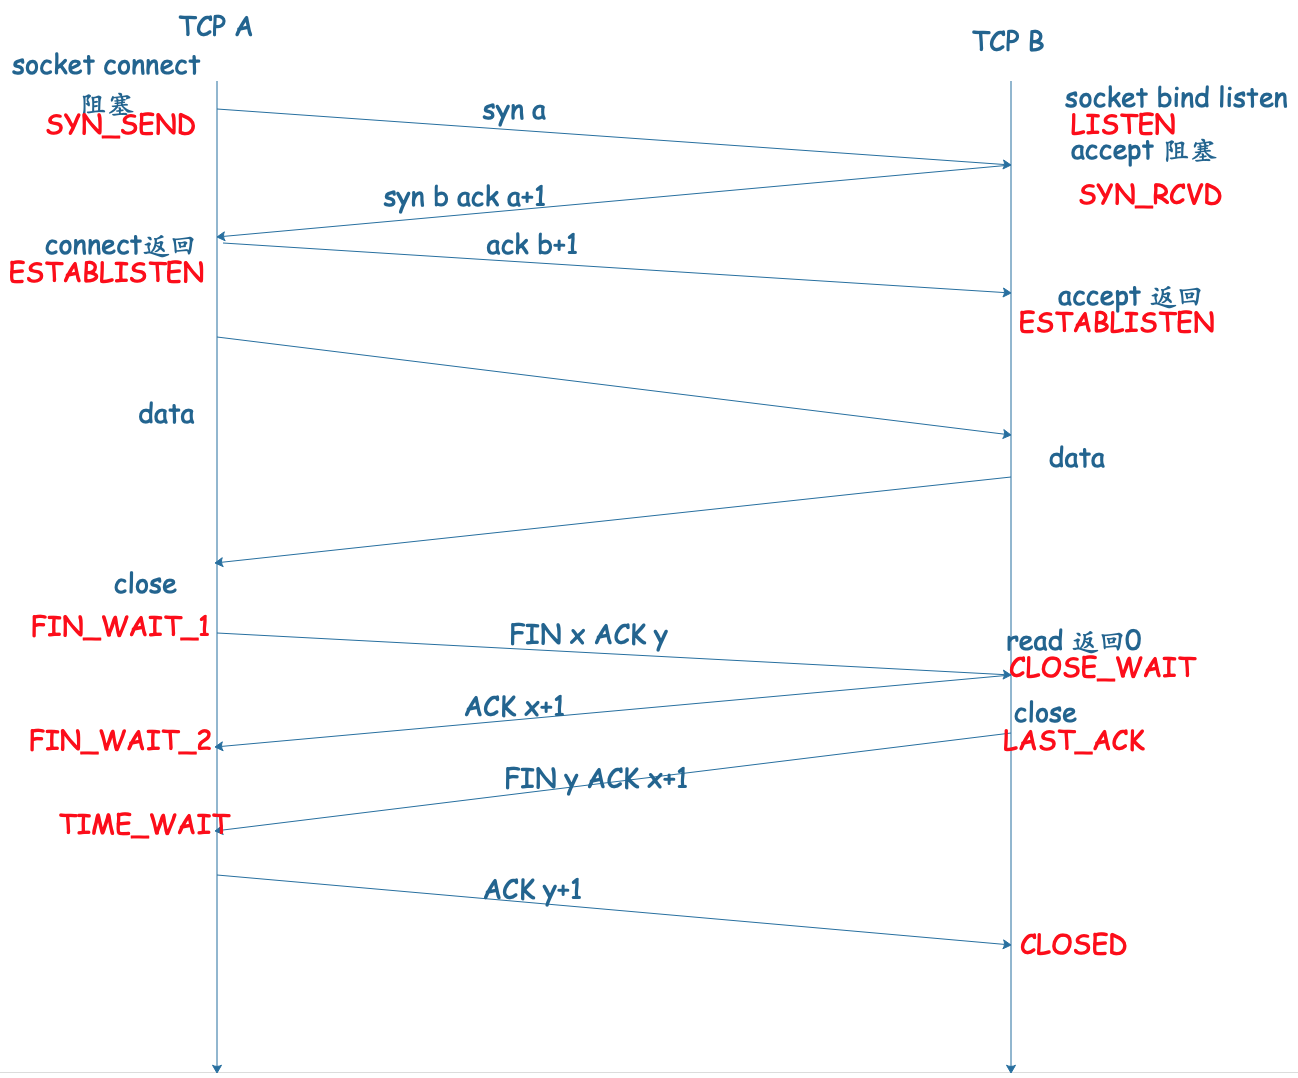 TCP A
TCP B
socket connect
阻塞
SYN_SEND
syn a
socket bind listen
LISTEN
accept 阻塞
SYN_RCVD
syn b ack a+1
connect返回
ESTABLISTEN
ack b+1
accept 返回
ESTABLISTEN
data
data
close
FIN_WAIT_1
FIN x ACK y
read 返回0
CLOSE_WAIT
ACK x+1
close
FIN_WAIT_2
LAST_ACK
FIN y ACK x+1
TIME_WAIT
ACK y+1
CLOSED